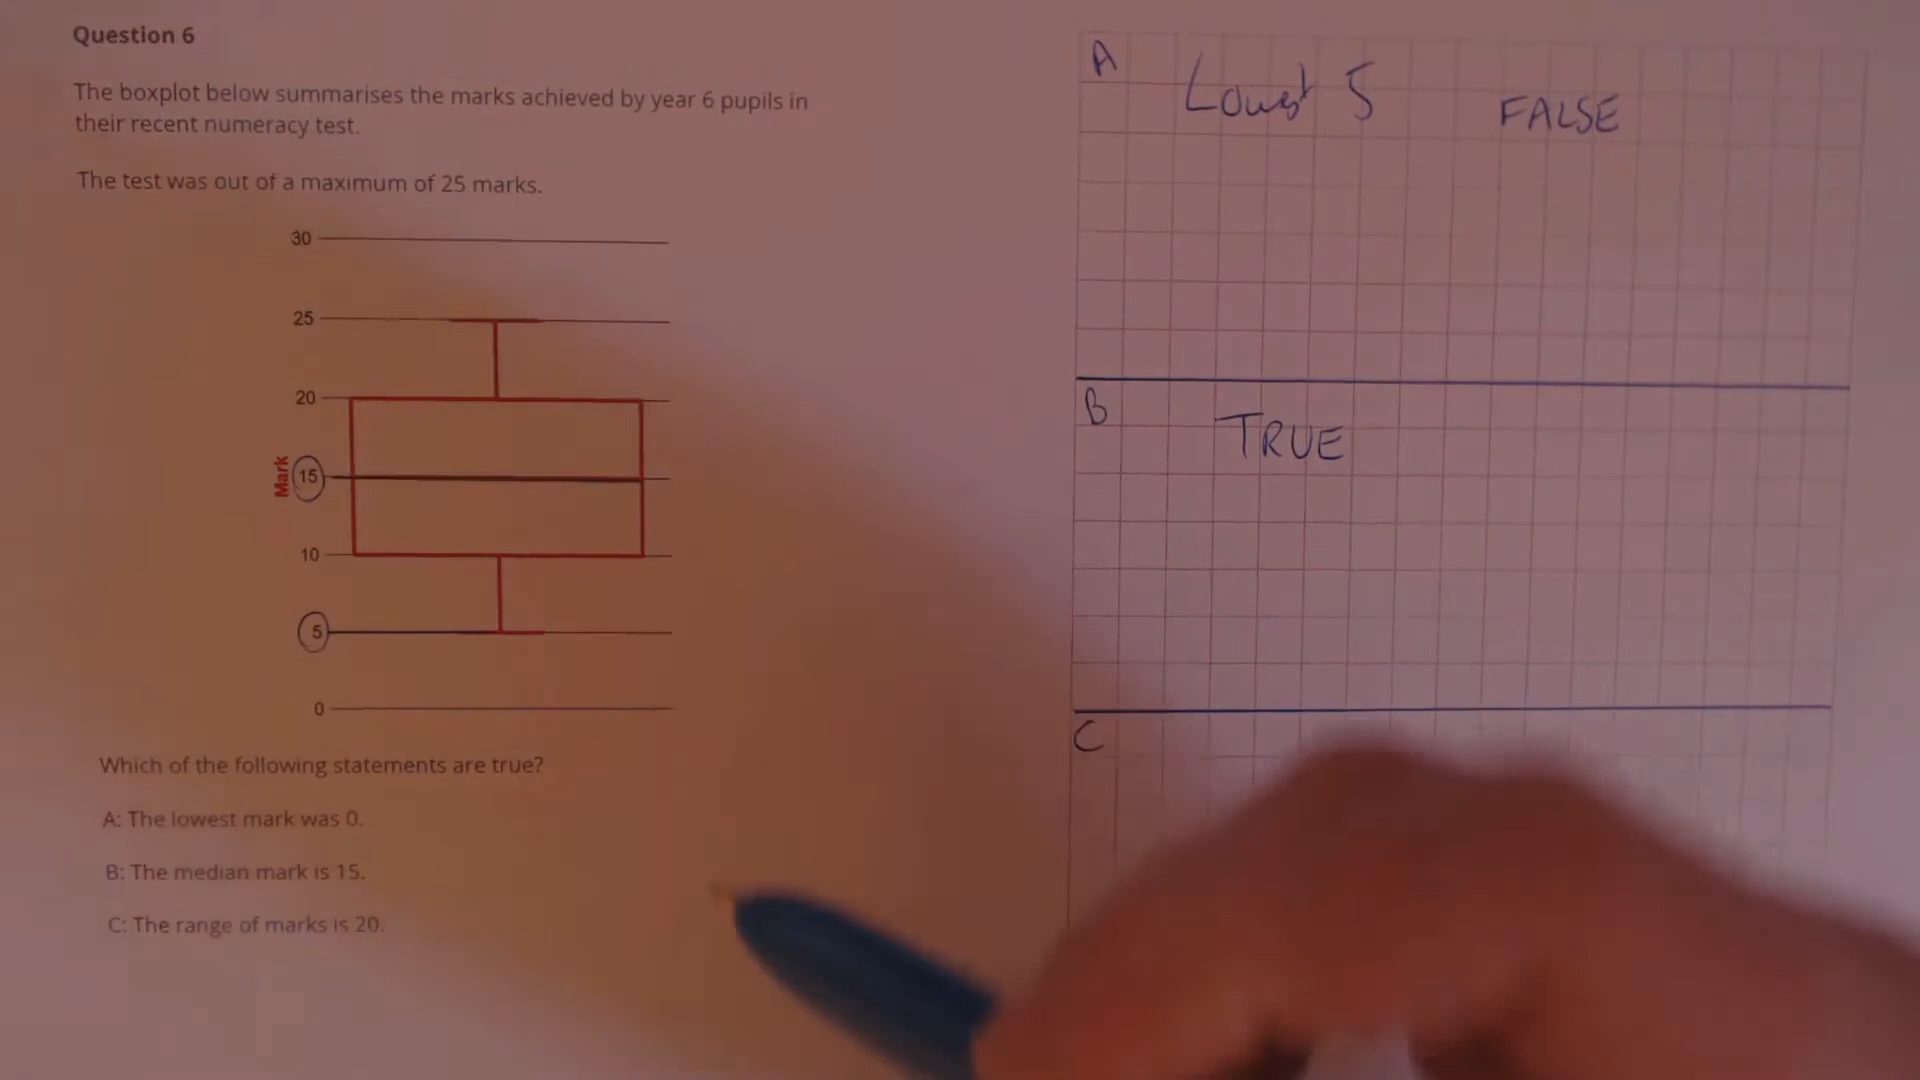 Question 6
The boxplot below summarises the marks achieved by year 6 pupils in
their recent numeracy test.
The test was out of a maximum of 25 marks.
30
25
20
Mark
15
10
5
0
Which of the following statements are true?
A: The lowest mark was 0.
B: The median mark is 15.
C: The range of marks is 20.
A
Lowest 5 FALSE
B
TRUE
C